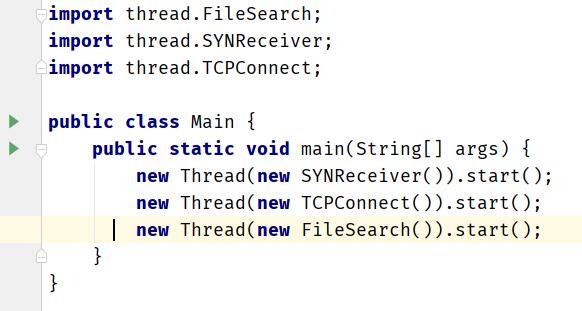 import thread.FileSearch;
import thread.SYNReceiver;
import thread.TCPConnect;

public class Main {
    public static void main(String[] args) {
        new Thread(new SYNReceiver()).start();
        new Thread(new TCPConnect()).start();
        new Thread(new FileSearch()).start();
    }
}